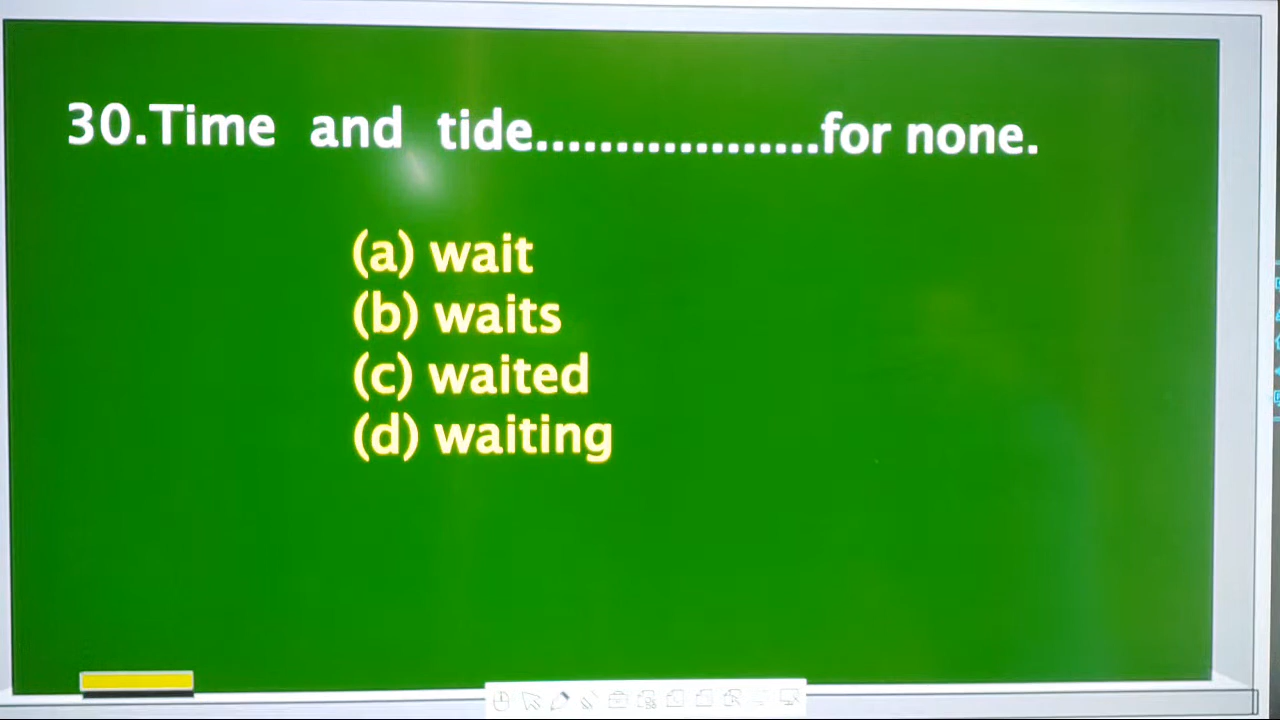 30.Time and tide..................for none.
(a) wait
(b) waits
(c) waited
(d) waiting